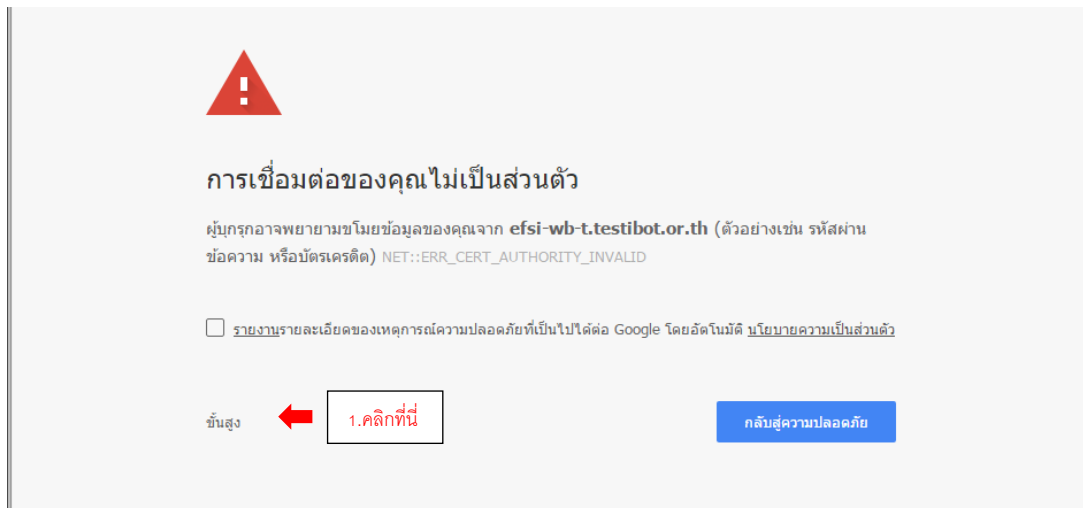 การเชื่อมต่อของคุณไม่เป็นส่วนตัว
ผู้บุกรุกอาจพยายามขโมยข้อมูลของคุณจาก efsi-wb-t.testibot.or.th (ตัวอย่างเช่น รหัสผ่าน
ข้อความ หรือบัตรเครดิต) NET::ERR_CERT_AUTHORITY_INVALID
รายงานรายละเอียดของเหตุการณ์ความปลอดภัยที่เป็นไปได้ต่อ Google โดยอัตโนมัติ นโยบายความเป็นส่วนตัว
ขั้นสูง
1.คลิกที่นี่
กลับสู่ความปลอดภัย